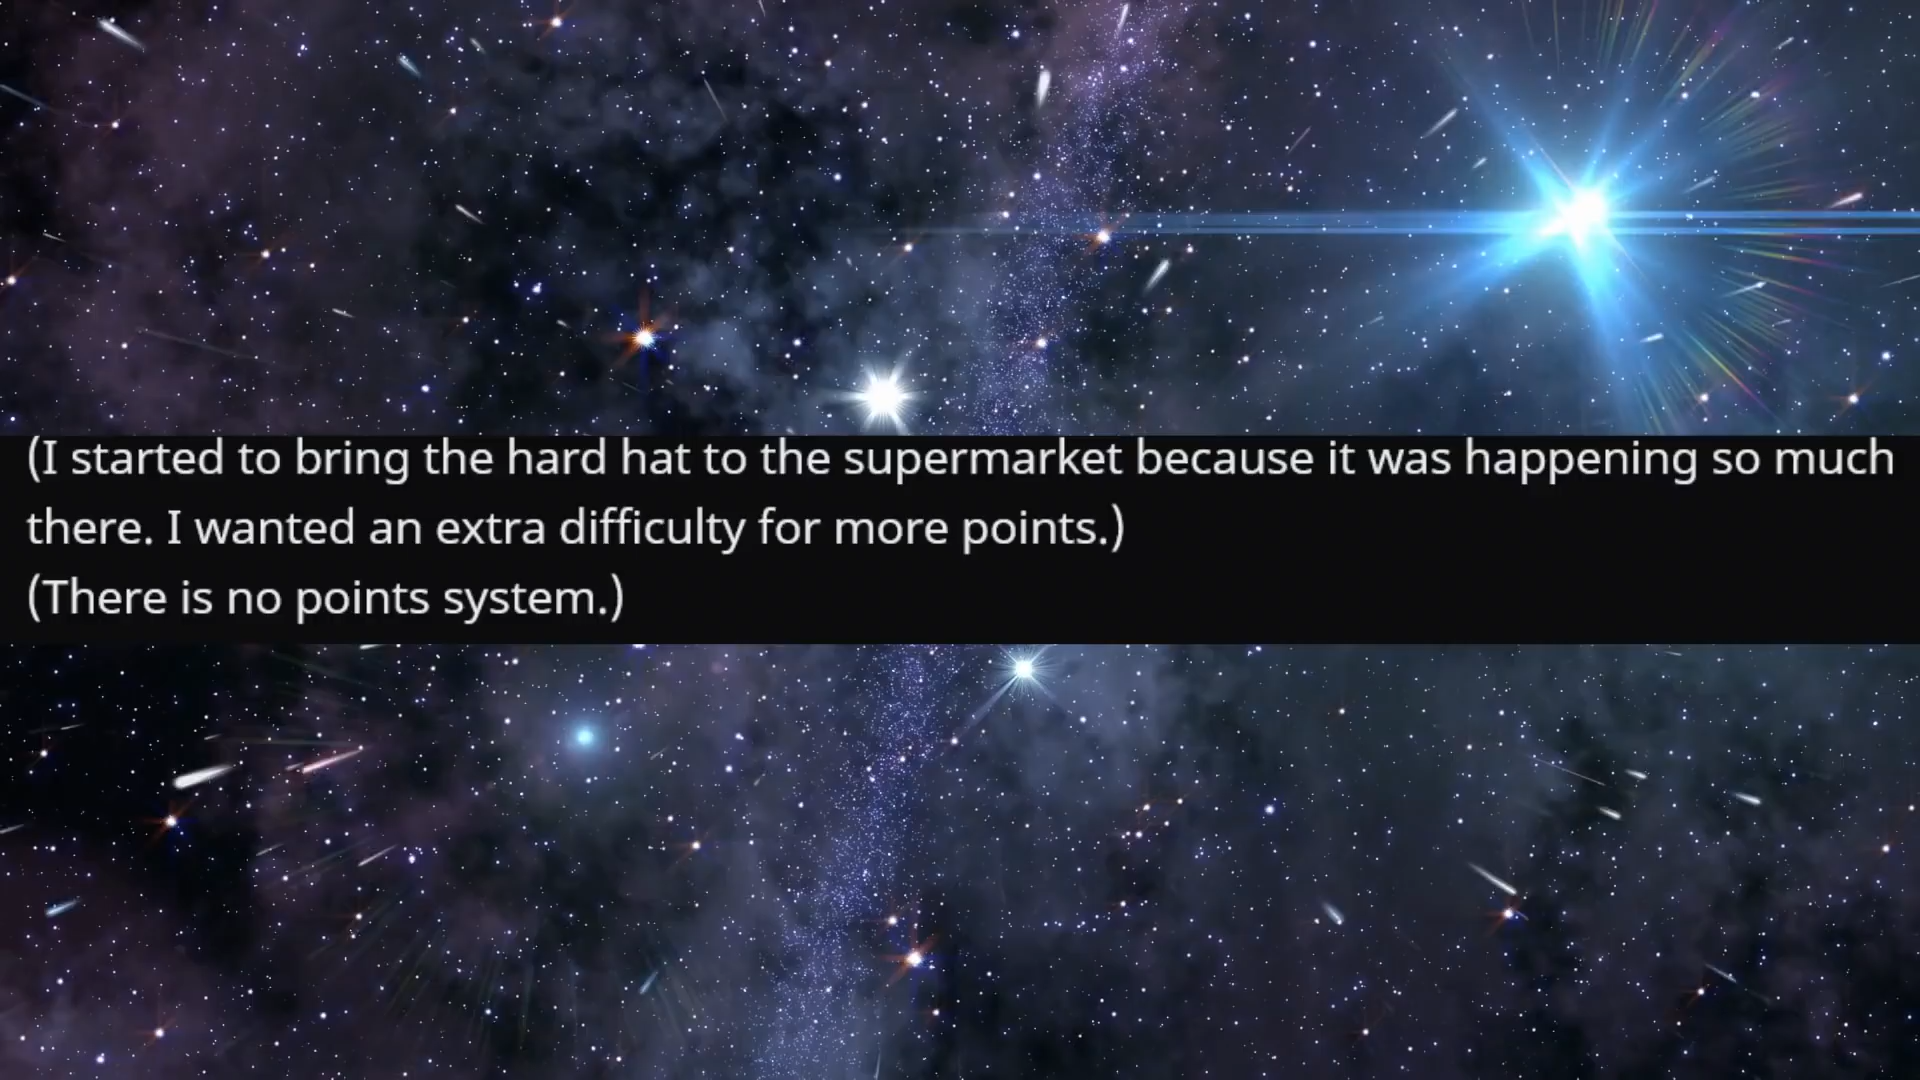 (I started to bring the hard hat to the supermarket because it was happening so much
there. I wanted an extra difficulty for more points.)
(There is no points system.)